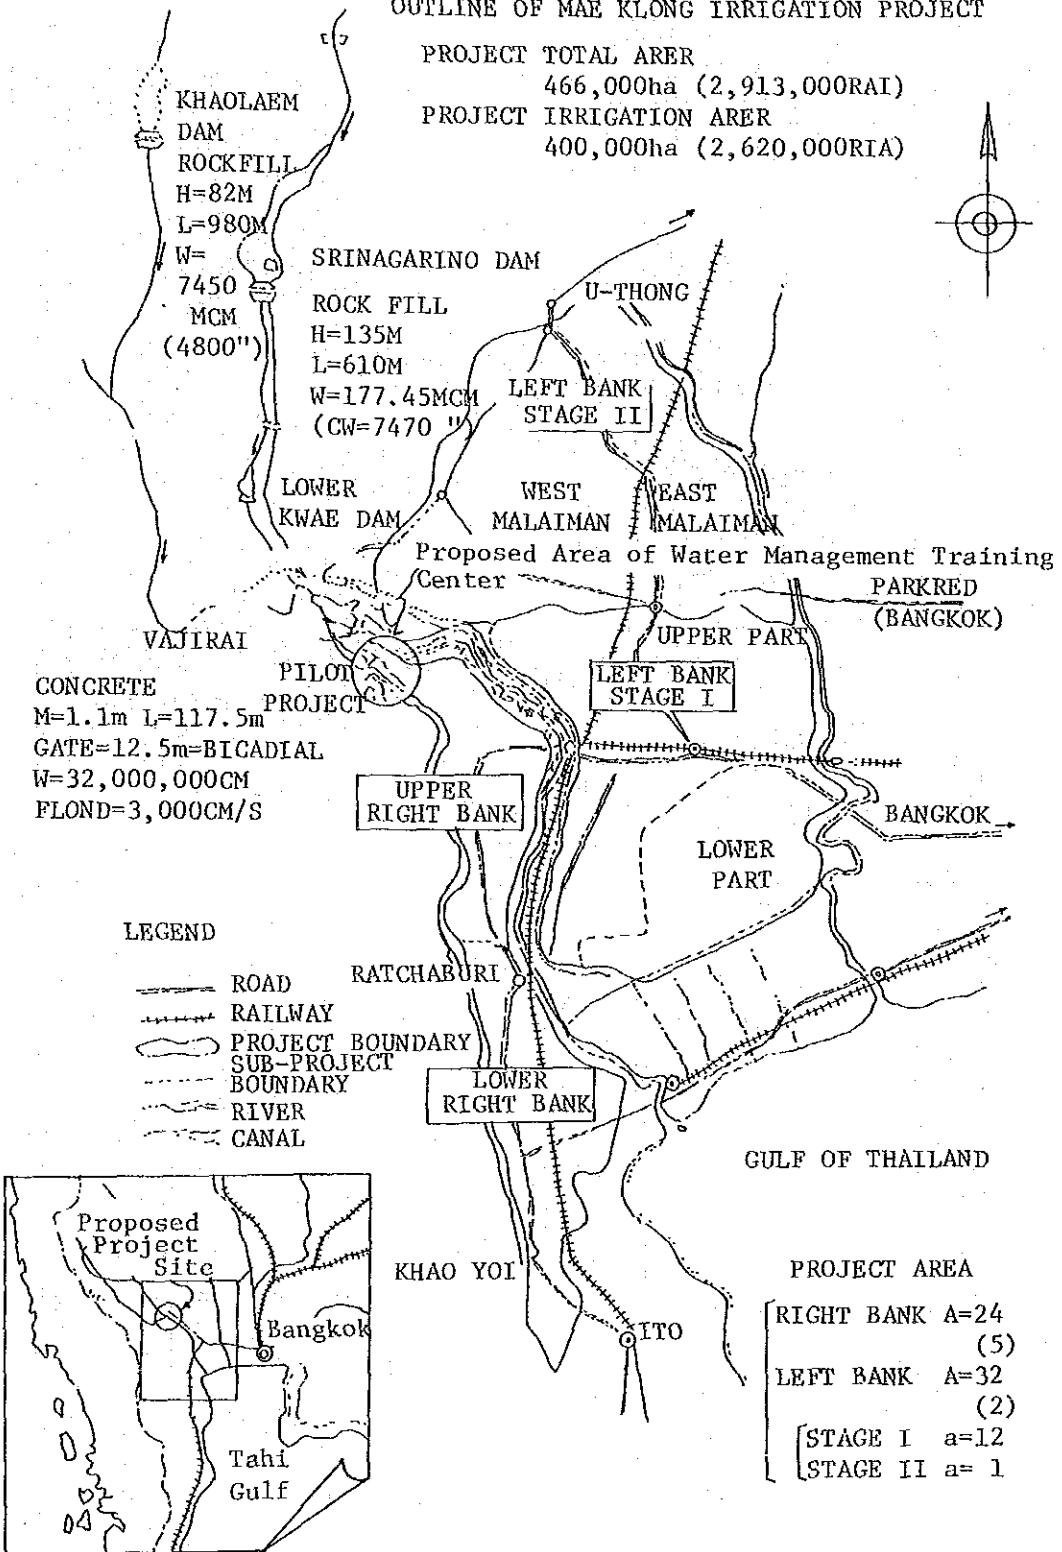 OUTLINE OF MAE KLONG IRRIGATION PROJECT
PROJECT TOTAL ARER
466,000ha (2,913,000RAI)
PROJECT IRRIGATION ARER
400,000ha (2,620,000RIA)
KHAOLAEM
DAM
ROCKFILL
H=82M
L=980M
W=
7450
MCM
(4800")
SRINAGARINO DAM
ROCK FILL
H=135M
L=610M
W=177.45MCM
(CW=7470 ")
U-THONG
LEFT BANK
STAGE II
LOWER
KWAE DAM
WEST
MALAIMAN
EAST
MALAIMAN
Proposed Area of Water Management Training
Center
PARKRED
(BANGKOK)
VAJIRAI
UPPER PART
PILOT
PROJECT
LEFT BANK
STAGE I
CONCRETE
M=1.1m L=117.5m
GATE=12.5m=BICADIAL
W=32,000,000CM
FLOND=3,000CM/S
UPPER
RIGHT BANK
BANGKOK
LOWER
PART
LEGEND
ROAD
RAILWAY
PROJECT BOUNDARY
SUB-PROJECT
BOUNDARY
RIVER
CANAL
RATCHABURI
LOWER
RIGHT BANK
GULF OF THAILAND
KHAO YOI
ITO
Proposed
Project
Site
Bangkok
Tahi
Gulf
PROJECT AREA
RIGHT BANK A=24
(5)
LEFT BANK A=32
(2)
STAGE I a=12
STAGE II a= 1